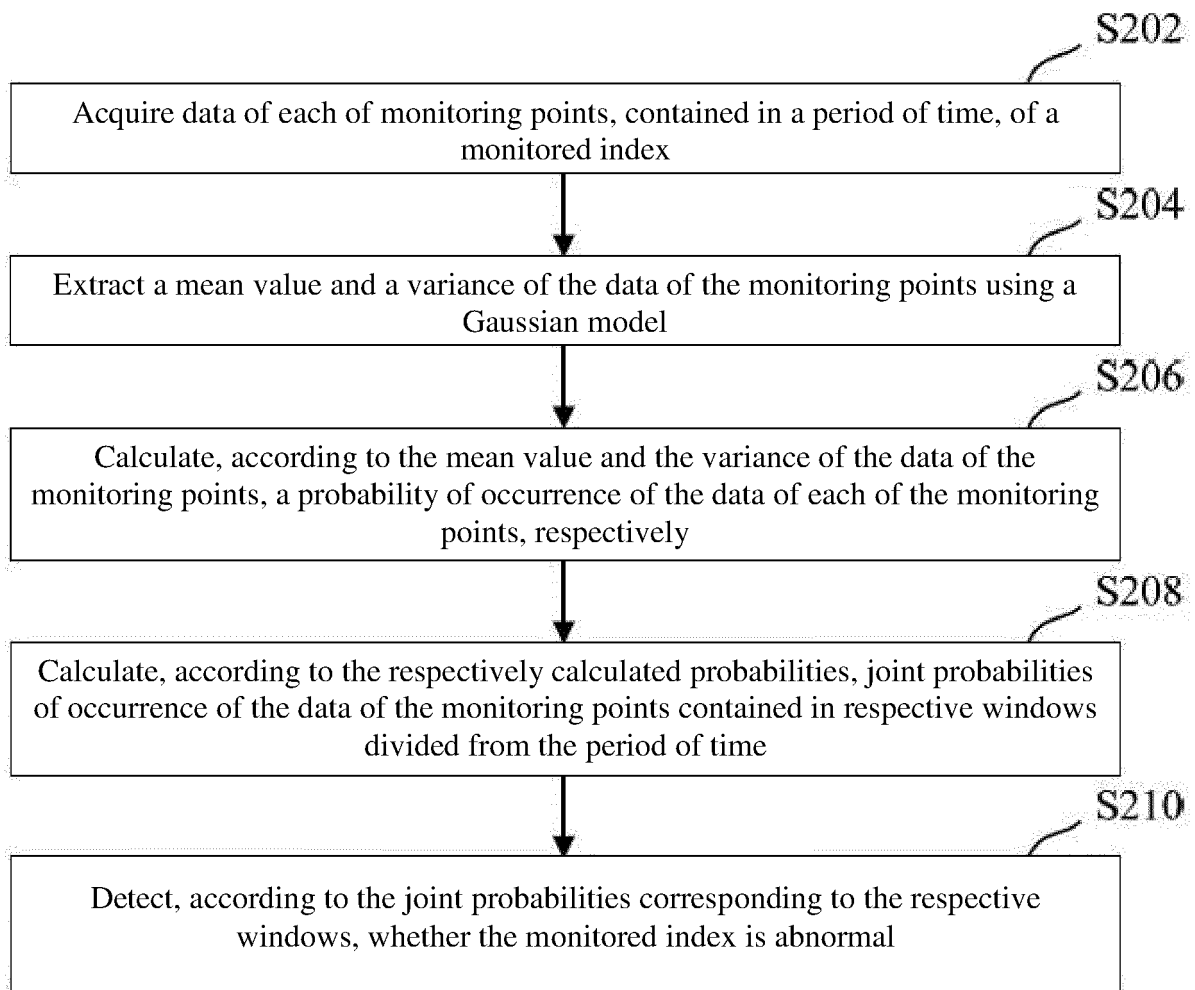 S202
Acquire data of each of monitoring points, contained in a period of time, of a
monitored index
S204
Extract a mean value and a variance of the data of the monitoring points using a
Gaussian model
S206
Calculate, according to the mean value and the variance of the data of the
monitoring points, a probability of occurrence of the data of each of the monitoring
points, respectively
S208
Calculate, according to the respectively calculated probabilities, joint probabilities
of occurrence of the data of the monitoring points contained in respective windows
divided from the period of time
S210
Detect, according to the joint probabilities corresponding to the respective
windows, whether the monitored index is abnormal